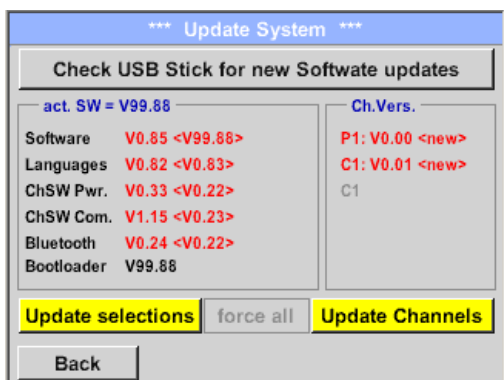 *** Update System ***
Check USB Stick for new Softwate updates
act. SW = V99.88
Software V0.85 <V99.88>
Languages V0.82 <V0.83>
ChSW Pwr. V0.33 <V0.22>
ChSW Com. V1.15 <V0.23>
Bluetooth V0.24 <V0.22>
Bootloader V99.88
Ch.Vers.
P1: V0.00 <new>
C1: V0.01 <new>
C1
Update selections force all Update Channels
Back